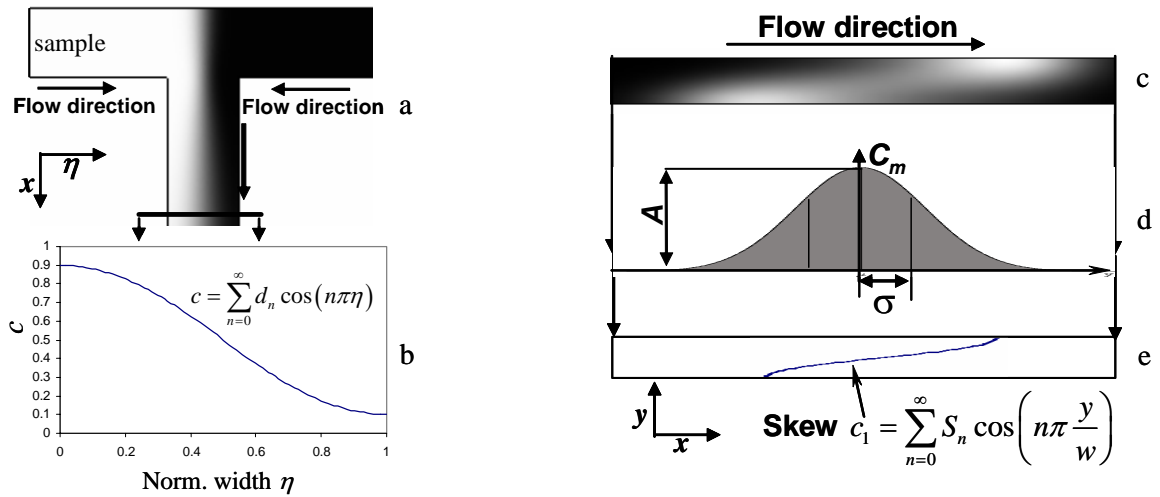 sample
Flow direction
Flow direction
a
η
x
1
0.9
0.8
0.7
0.6
0.5
0.4
0.3
0.2
0.1
0
c
c = ∑_{n=0}^{∞} d_n cos(nπη)
b
0 0.2 0.4 0.6 0.8 1
Norm. width η
Flow direction
c
C_m
A
d
σ
e
y
x
Skew c_1 = ∑_{n=0}^{∞} S_n cos(nπ y/w)